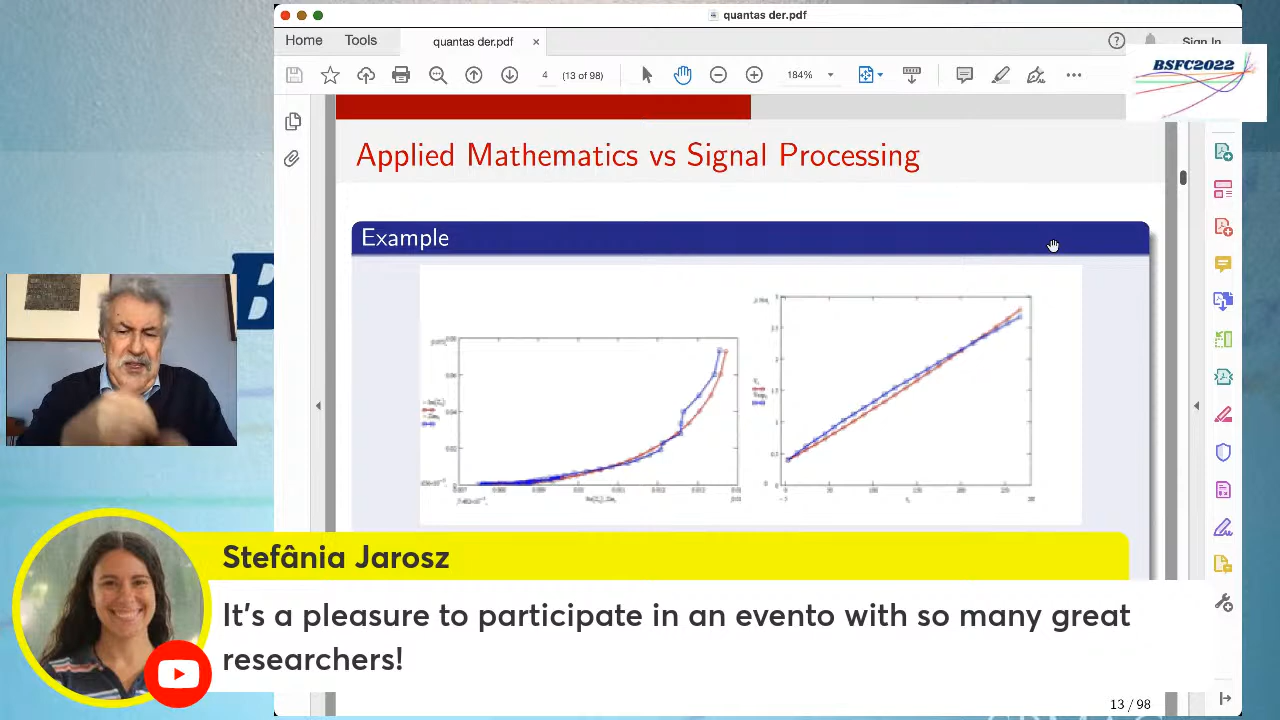 quantas der.pdf
Home
Tools
quantas der.pdf
Sign In
4
(13 of 98)
184%
BSFC2022
Applied Mathematics vs Signal Processing
Example
Stefânia Jarosz
It's a pleasure to participate in an evento with so many great
researchers!
13 / 98